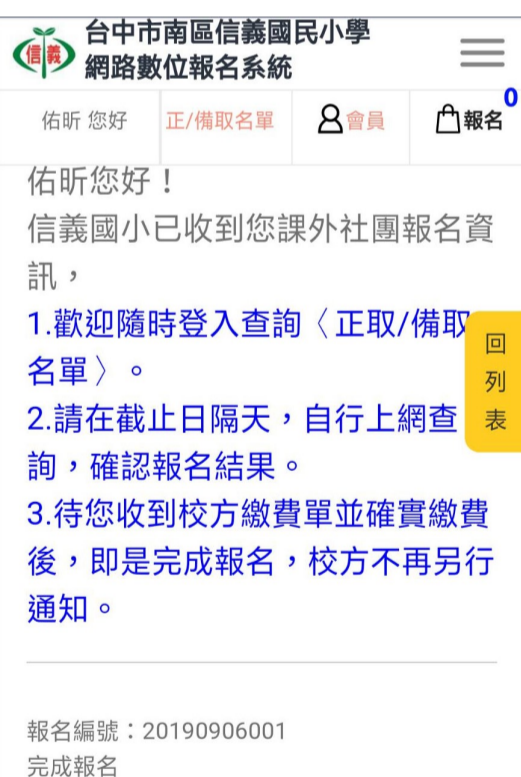 信義
台中市南區信義國民小學
網路數位報名系統
佑昕 您好
正/備取名單
會員
報名
0
佑昕您好！
信義國小已收到您課外社團報名資
訊，
1.歡迎隨時登入查詢〈正取/備取
名單〉。
2.請在截止日隔天，自行上網查
詢，確認報名結果。
3.待您收到校方繳費單並確實繳費
後，即是完成報名，校方不再另行
通知。
回
列
表
報名編號：20190906001
完成報名